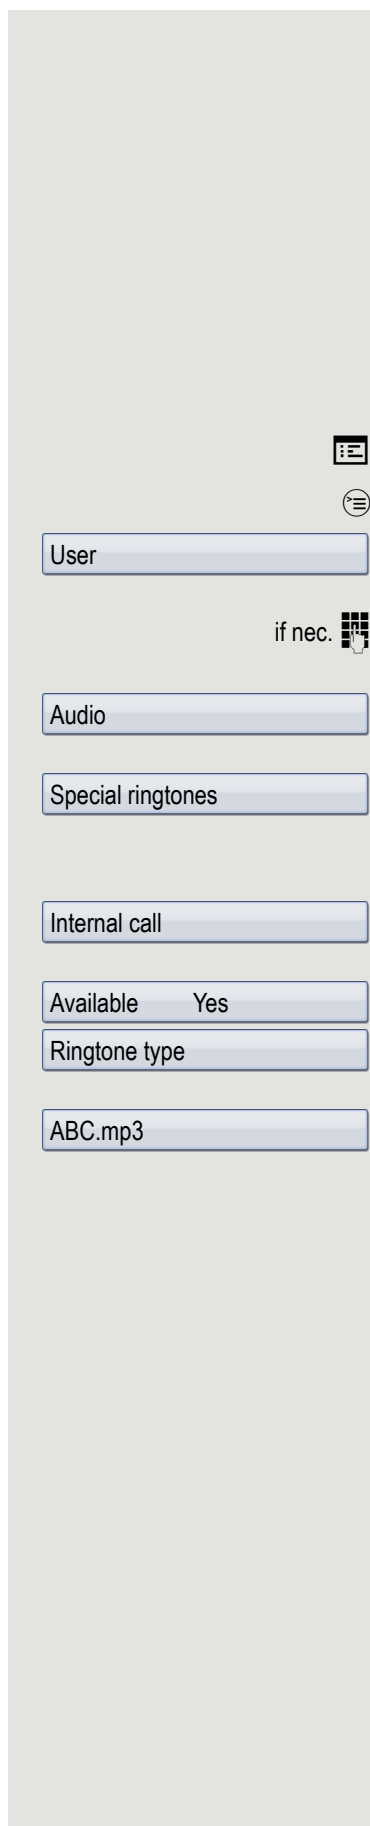 User
if nec.
Audio
Special ringtones
Internal call
Available Yes
Ringtone type
ABC.mp3